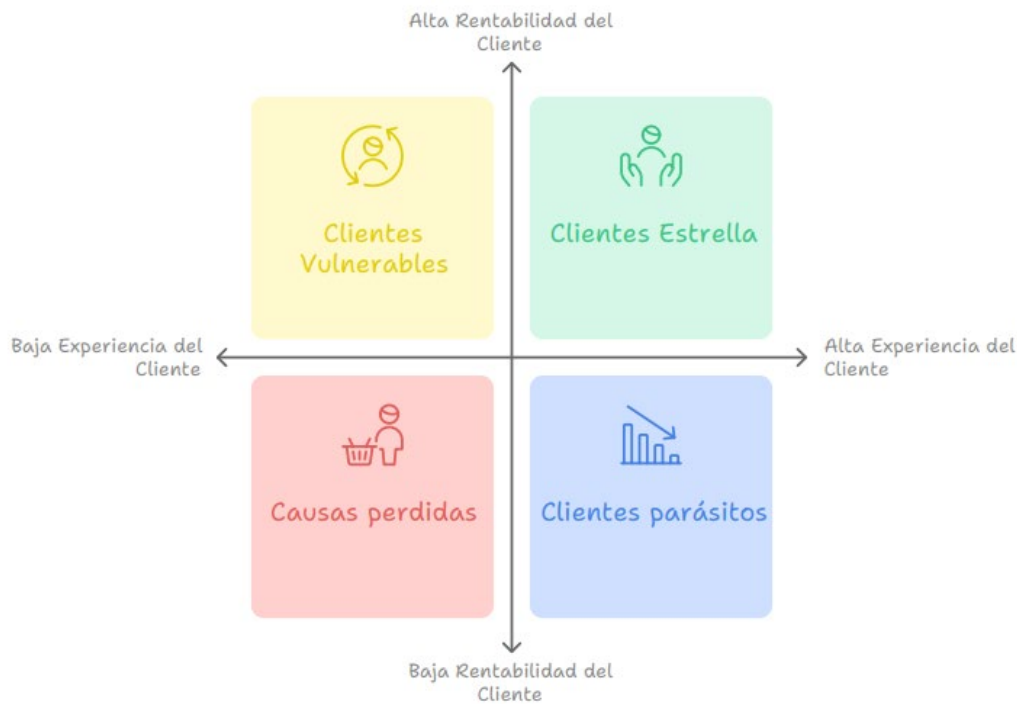 Alta Rentabilidad del
Cliente
Clientes
Vulnerables
Clientes Estrella
Baja Experiencia del
Cliente
Alta Experiencia del
Cliente
Causas perdidas
Clientes parásitos
Baja Rentabilidad del
Cliente